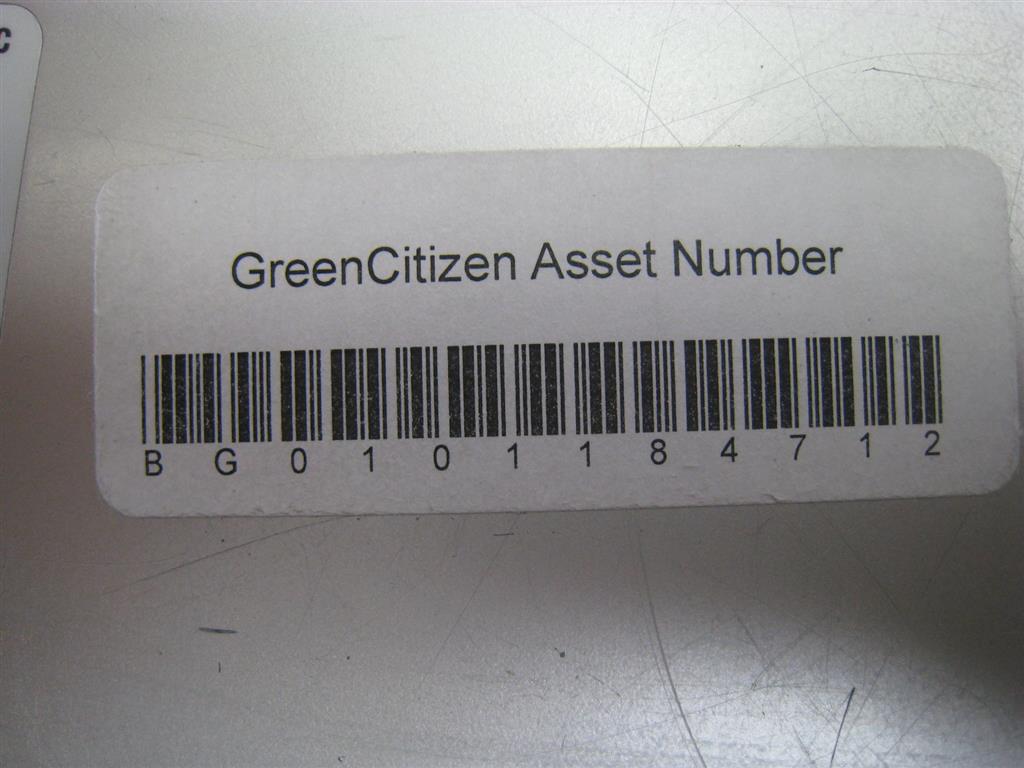 GreenCitizen Asset Number
B G 0 1 0 1 1 8 4 7 1 2